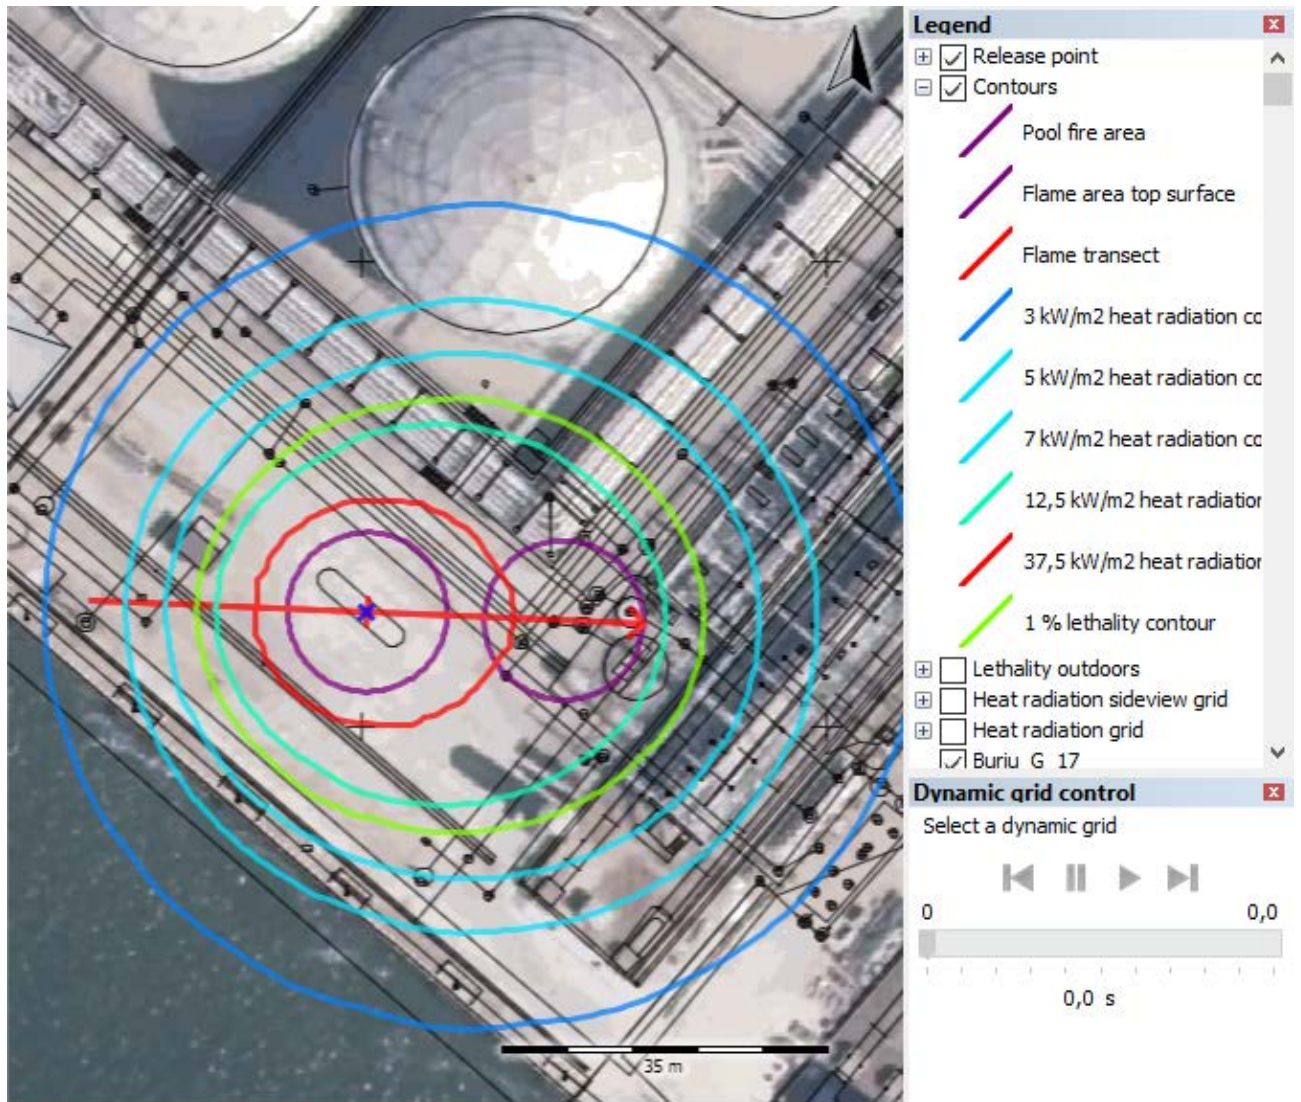 Legend
Release point
Contours
Pool fire area
Flame area top surface
Flame transect
3 kW/m2 heat radiation co
5 kW/m2 heat radiation co
7 kW/m2 heat radiation co
12,5 kW/m2 heat radiation
37,5 kW/m2 heat radiation
1 % lethality contour
Lethality outdoors
Heat radiation sideview grid
Heat radiation grid
Buriu G 17
Dynamic grid control
Select a dynamic grid
0 0,0
0,0 s
35 m